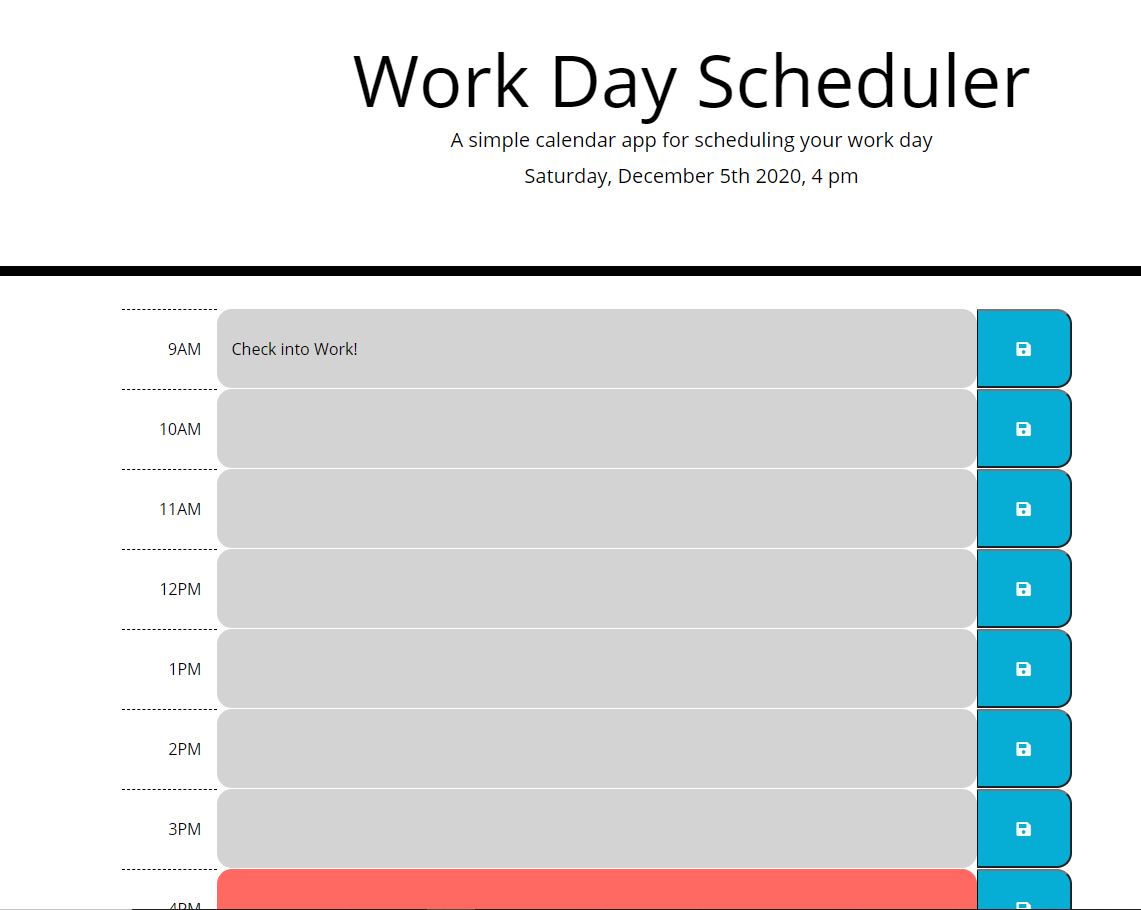 Work Day Scheduler
A simple calendar app for scheduling your work day
Saturday, December 5th 2020, 4 pm
9AM
Check into Work!
10AM
11AM
12PM
1PM
2PM
3PM
4PM